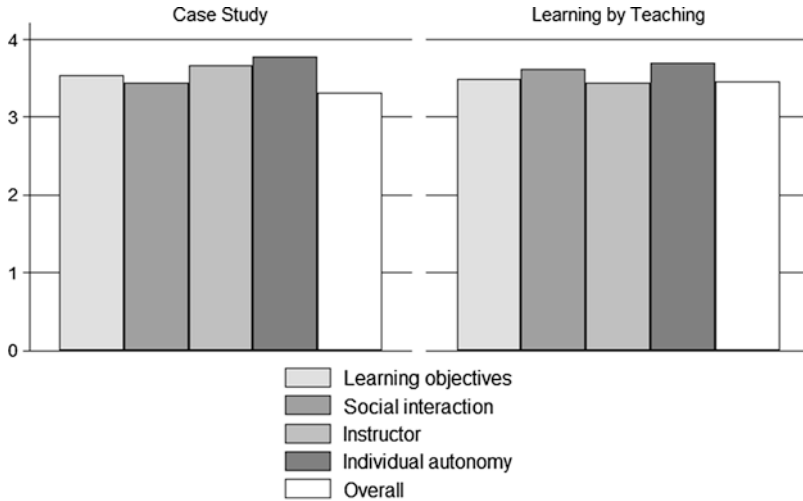 Case Study
Learning by Teaching
4
3
2
1
0
Learning objectives
Social interaction
Instructor
Individual autonomy
Overall